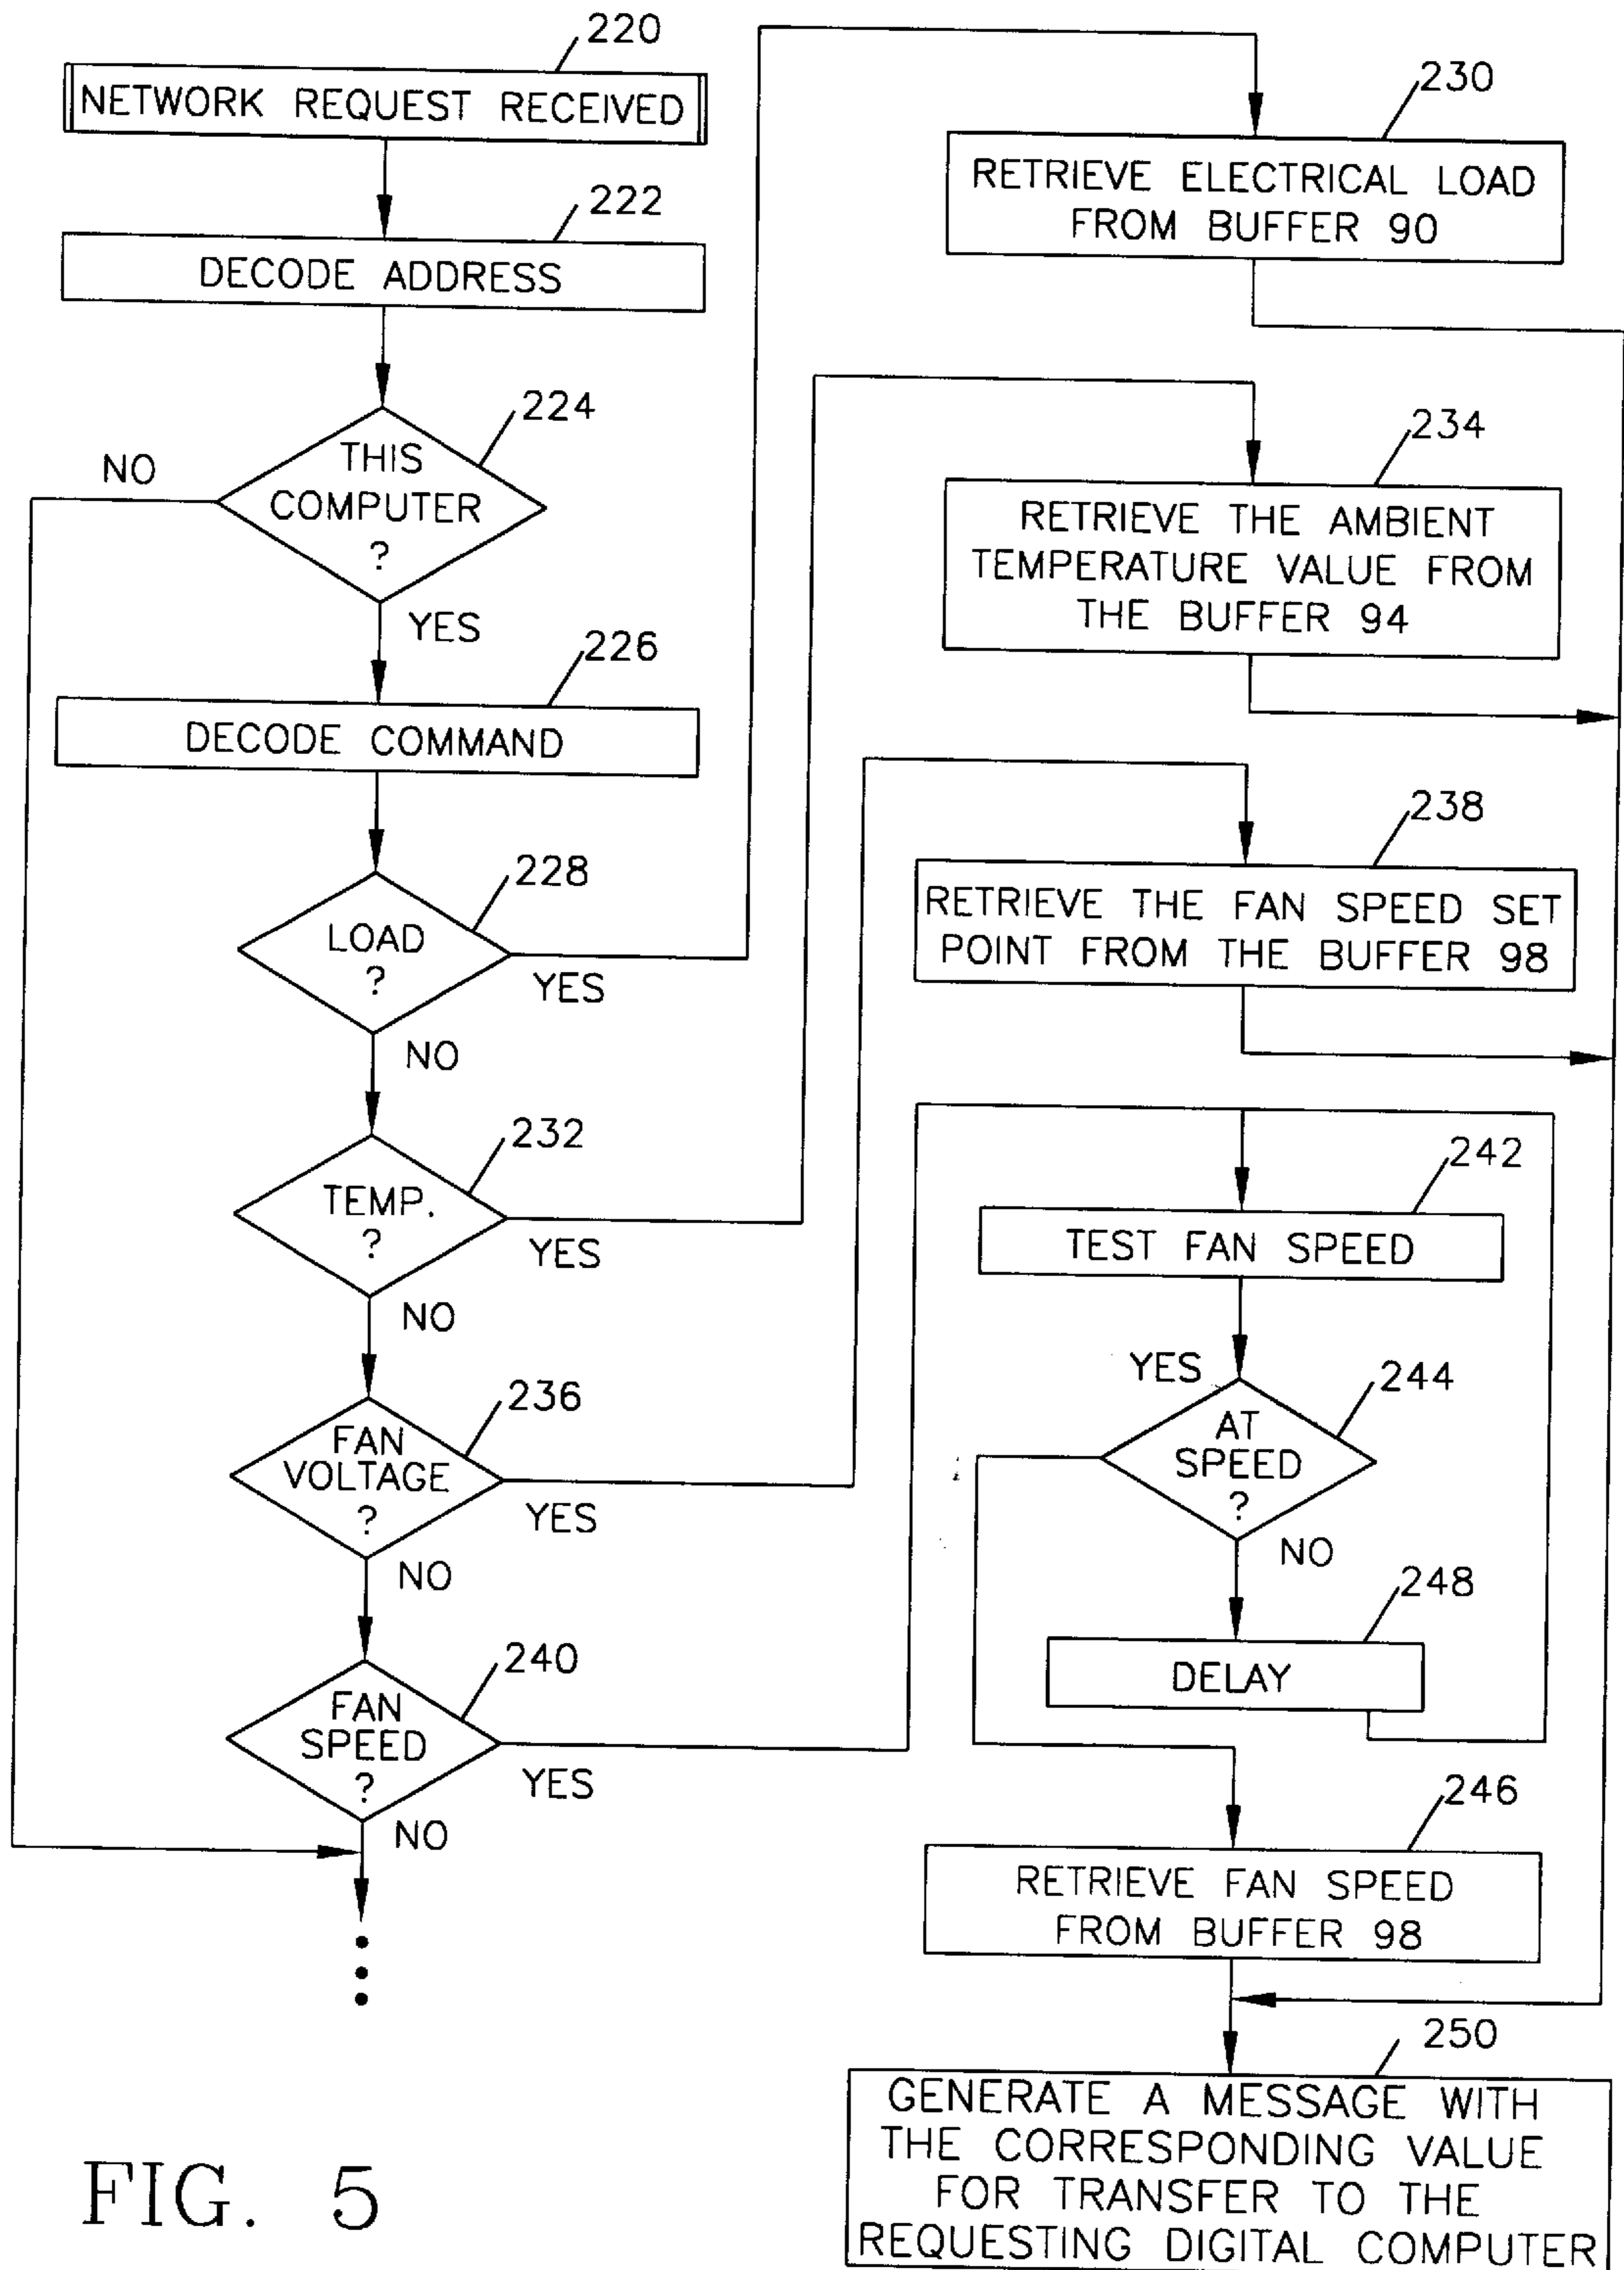 220
NETWORK REQUEST RECEIVED
222
DECODE ADDRESS
224
THIS
COMPUTER
?
NO
YES
226
DECODE COMMAND
228
LOAD
?
YES
NO
232
TEMP.
?
YES
NO
236
FAN
VOLTAGE
?
YES
NO
240
FAN
SPEED
?
YES
NO
230
RETRIEVE ELECTRICAL LOAD
FROM BUFFER 90
234
RETRIEVE THE AMBIENT
TEMPERATURE VALUE FROM
THE BUFFER 94
238
RETRIEVE THE FAN SPEED SET
POINT FROM THE BUFFER 98
242
TEST FAN SPEED
YES
244
AT
SPEED
?
NO
248
DELAY
246
RETRIEVE FAN SPEED
FROM BUFFER 98
250
GENERATE A MESSAGE WITH
THE CORRESPONDING VALUE
FOR TRANSFER TO THE
REQUESTING DIGITAL COMPUTER
FIG. 5